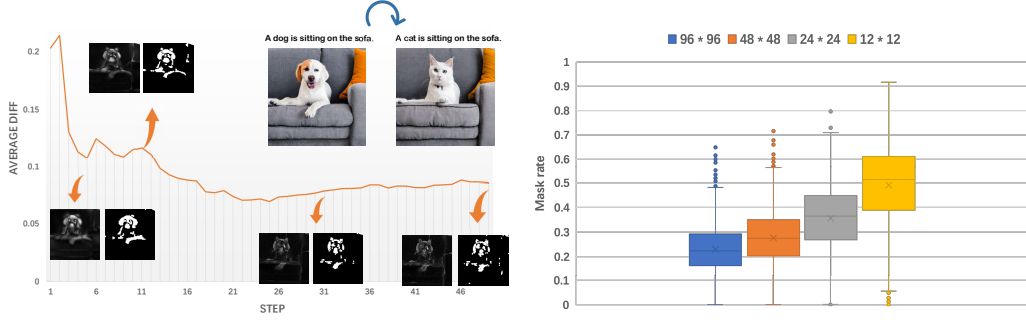 A dog is sitting on the sofa.
A cat is sitting on the sofa.
AVERAGE DIFF
0.2
0.15
0.1
0.05
0
1 6 11 16 21 26 31 36 41 46
STEP
96 * 96 48 * 48 24 * 24 12 * 12
Mask rate
1
0.9
0.8
0.7
0.6
0.5
0.4
0.3
0.2
0.1
0